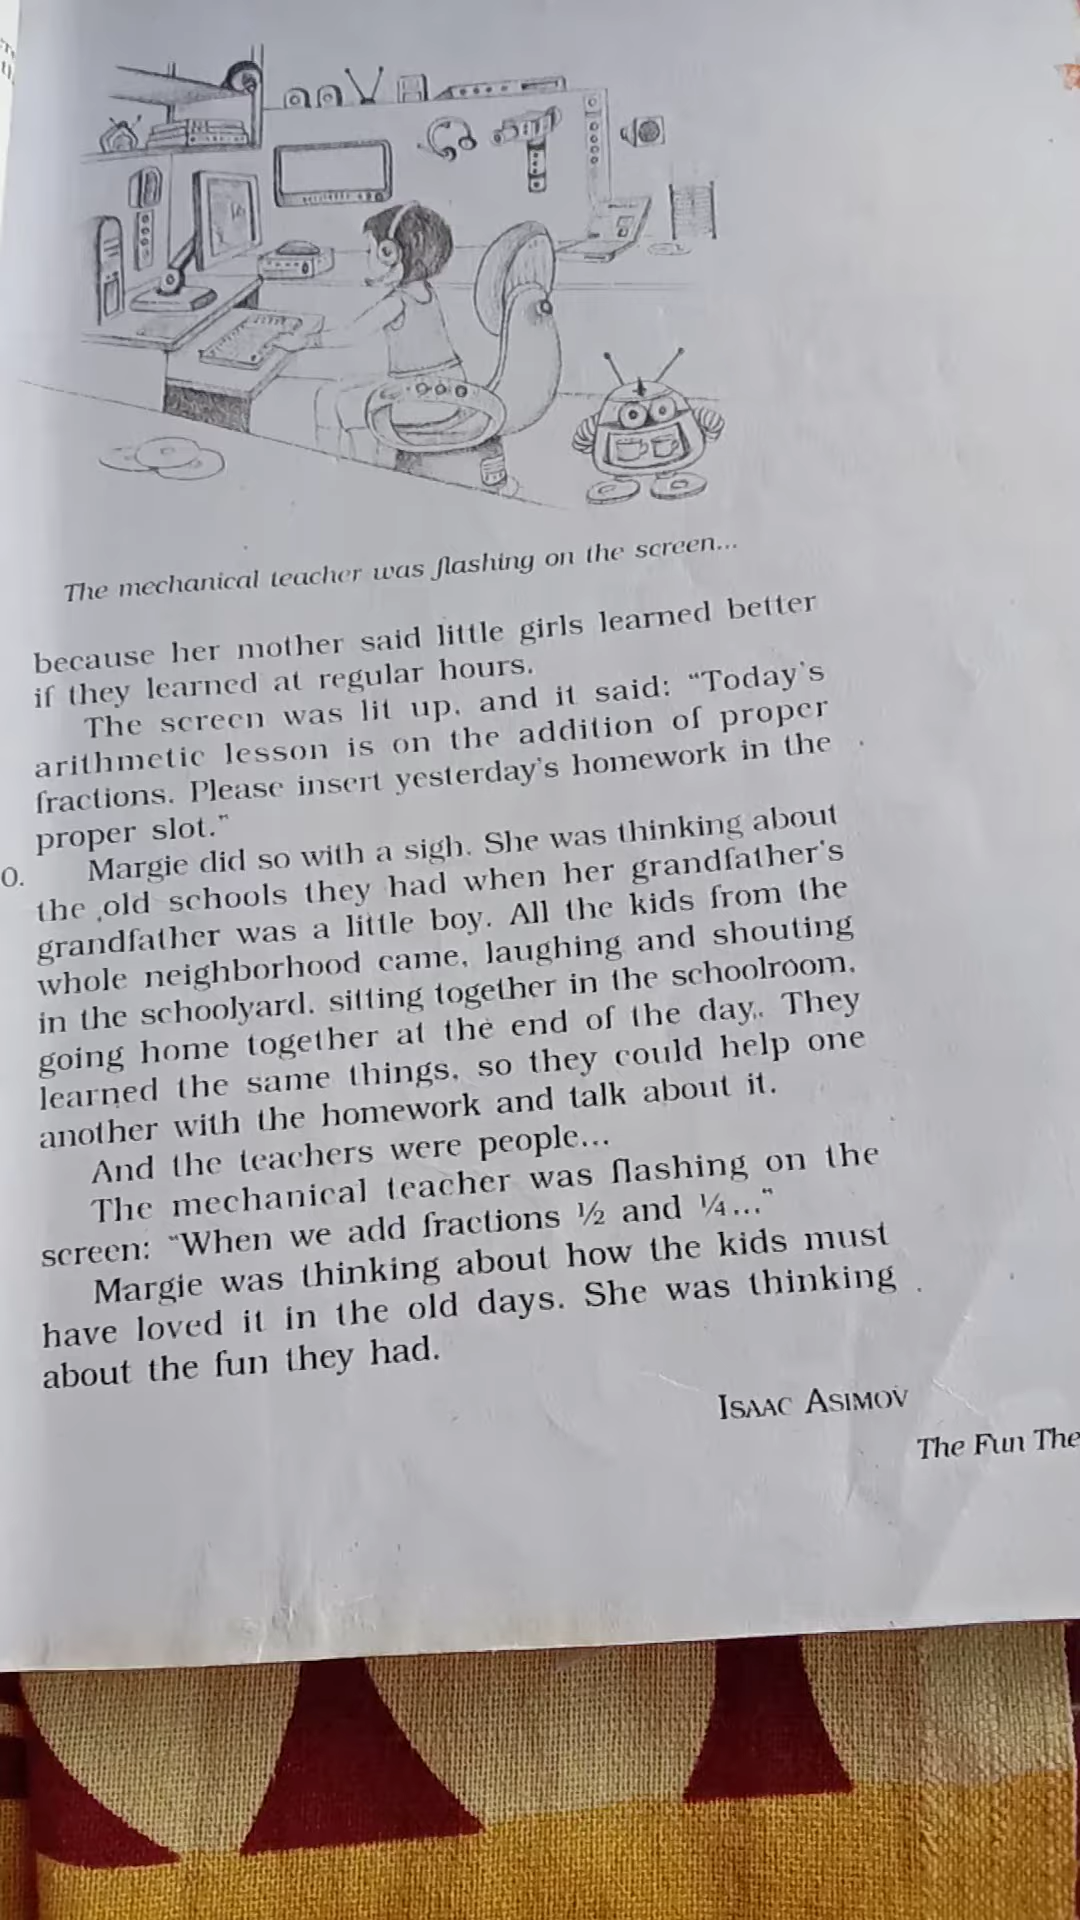 The mechanical teacher was flashing on the screen...
because her mother said little girls learned better
if they learned at regular hours.
The screen was lit up, and it said: “Today's
arithmetic lesson is on the addition of proper
fractions. Please insert yesterday's homework in the
proper slot.”
0. Margie did so with a sigh. She was thinking about
the old schools they had when her grandfather's
grandfather was a little boy. All the kids from the
whole neighborhood came, laughing and shouting
in the schoolyard, sitting together in the schoolroom,
going home together at the end of the day. They
learned the same things, so they could help one
another with the homework and talk about it.
And the teachers were people...
The mechanical teacher was flashing on the
screen: “When we add fractions ½ and ¼...”
Margie was thinking about how the kids must
have loved it in the old days. She was thinking
about the fun they had.
ISAAC ASIMOV
The Fun The